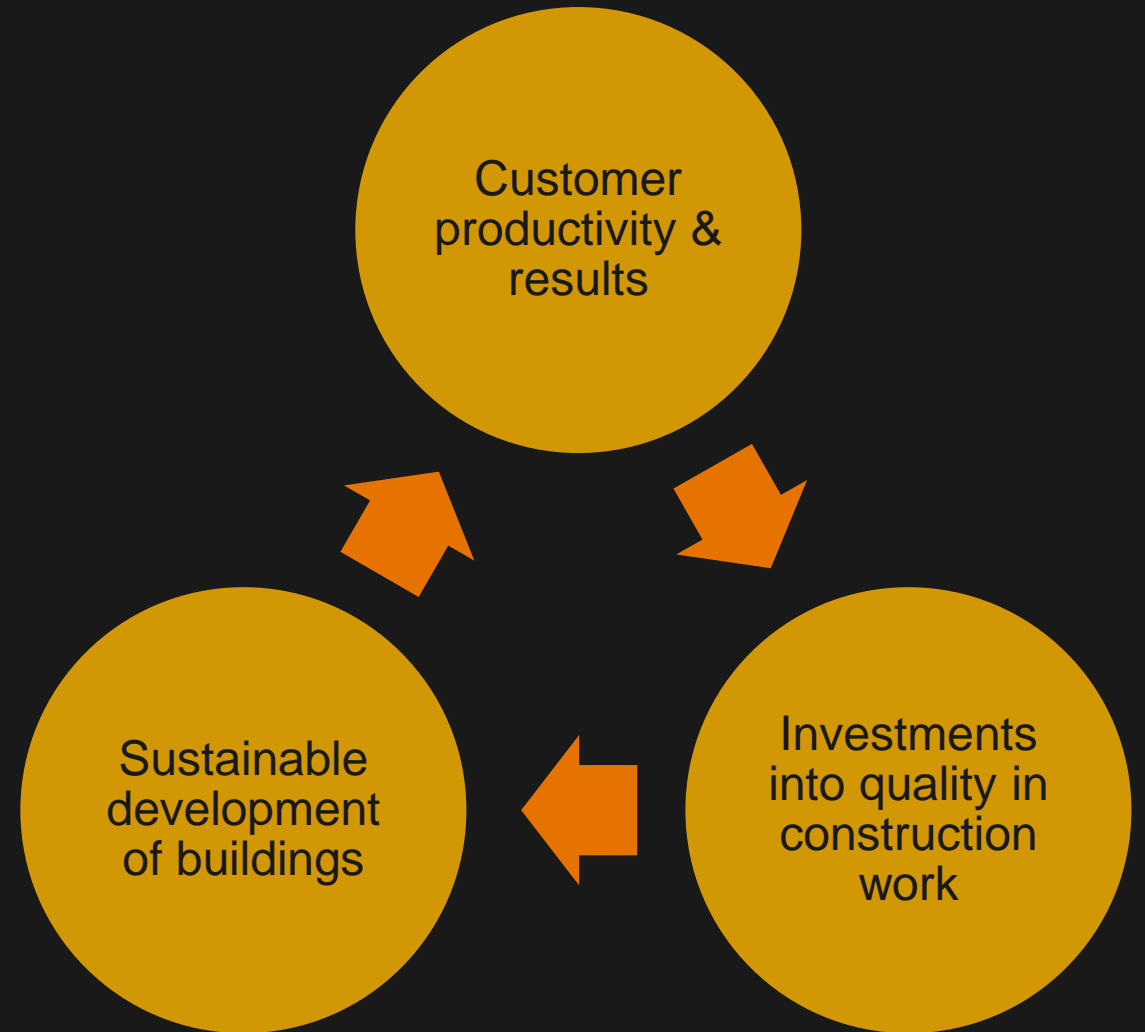 Customer
productivity &
results
Investments
into quality in
construction
work
Sustainable
development
of buildings